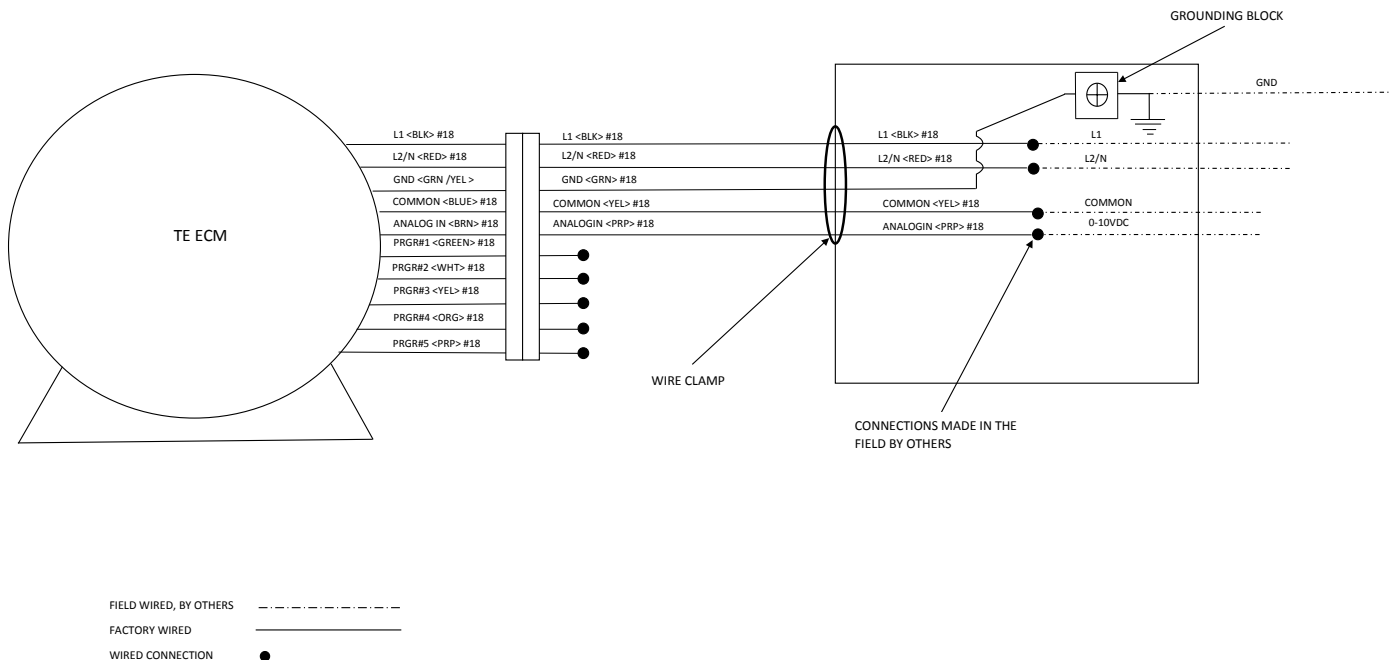 GROUNDING BLOCK
GND
L1 <BLK> #18
L1 <BLK> #18
L1 <BLK> #18
L1
L2/N <RED> #18
L2/N <RED> #18
L2/N <RED> #18
L2/N
GND <GRN /YEL >
GND <GRN> #18
COMMON <BLUE> #18
COMMON <YEL> #18
COMMON <YEL> #18
COMMON
ANALOG IN <BRN> #18
ANALOGIN <PRP> #18
ANALOGIN <PRP> #18
0-10VDC
TE ECM
PRGR#1 <GREEN> #18
PRGR#2 <WHT> #18
PRGR#3 <YEL> #18
PRGR#4 <ORG> #18
PRGR#5 <PRP> #18
WIRE CLAMP
CONNECTIONS MADE IN THE
FIELD BY OTHERS
FIELD WIRED, BY OTHERS
FACTORY WIRED
WIRED CONNECTION